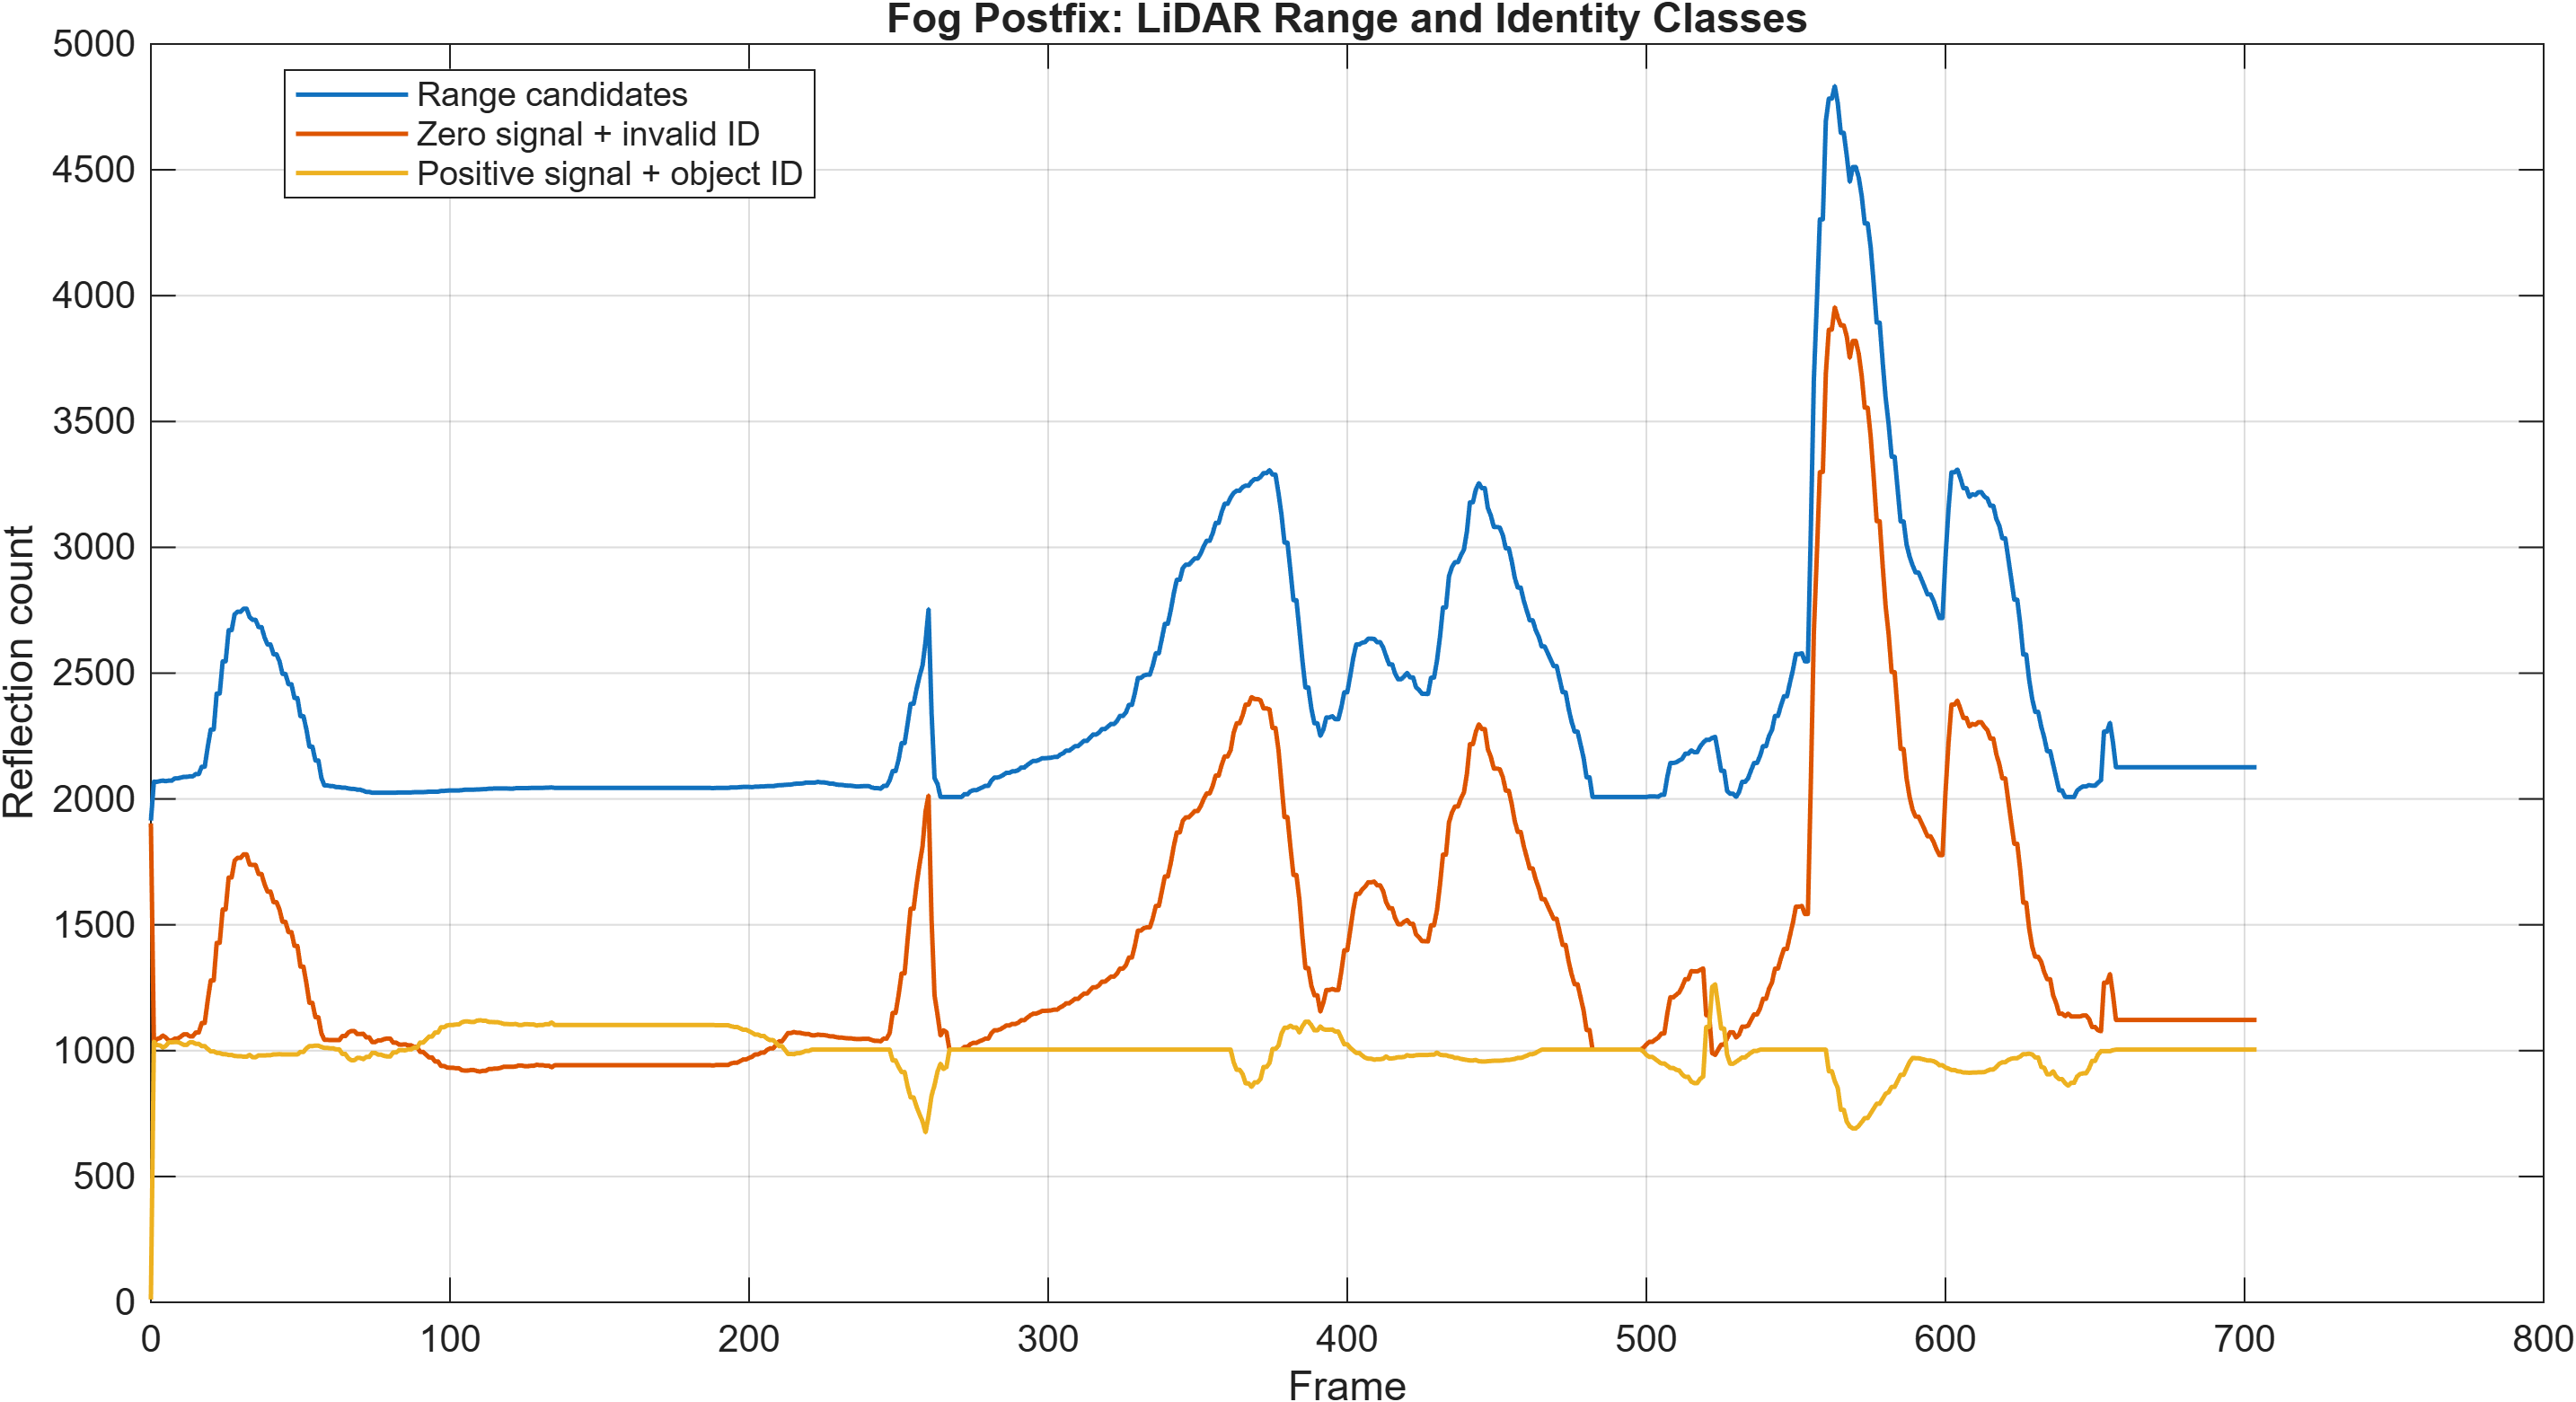 Fog Postfix: LiDAR Range and Identity Classes
5000
4500
4000
3500
3000
2500
2000
1500
1000
500
0
Reflection count
Range candidates
Zero signal + invalid ID
Positive signal + object ID
0 100 200 300 400 500 600 700 800
Frame